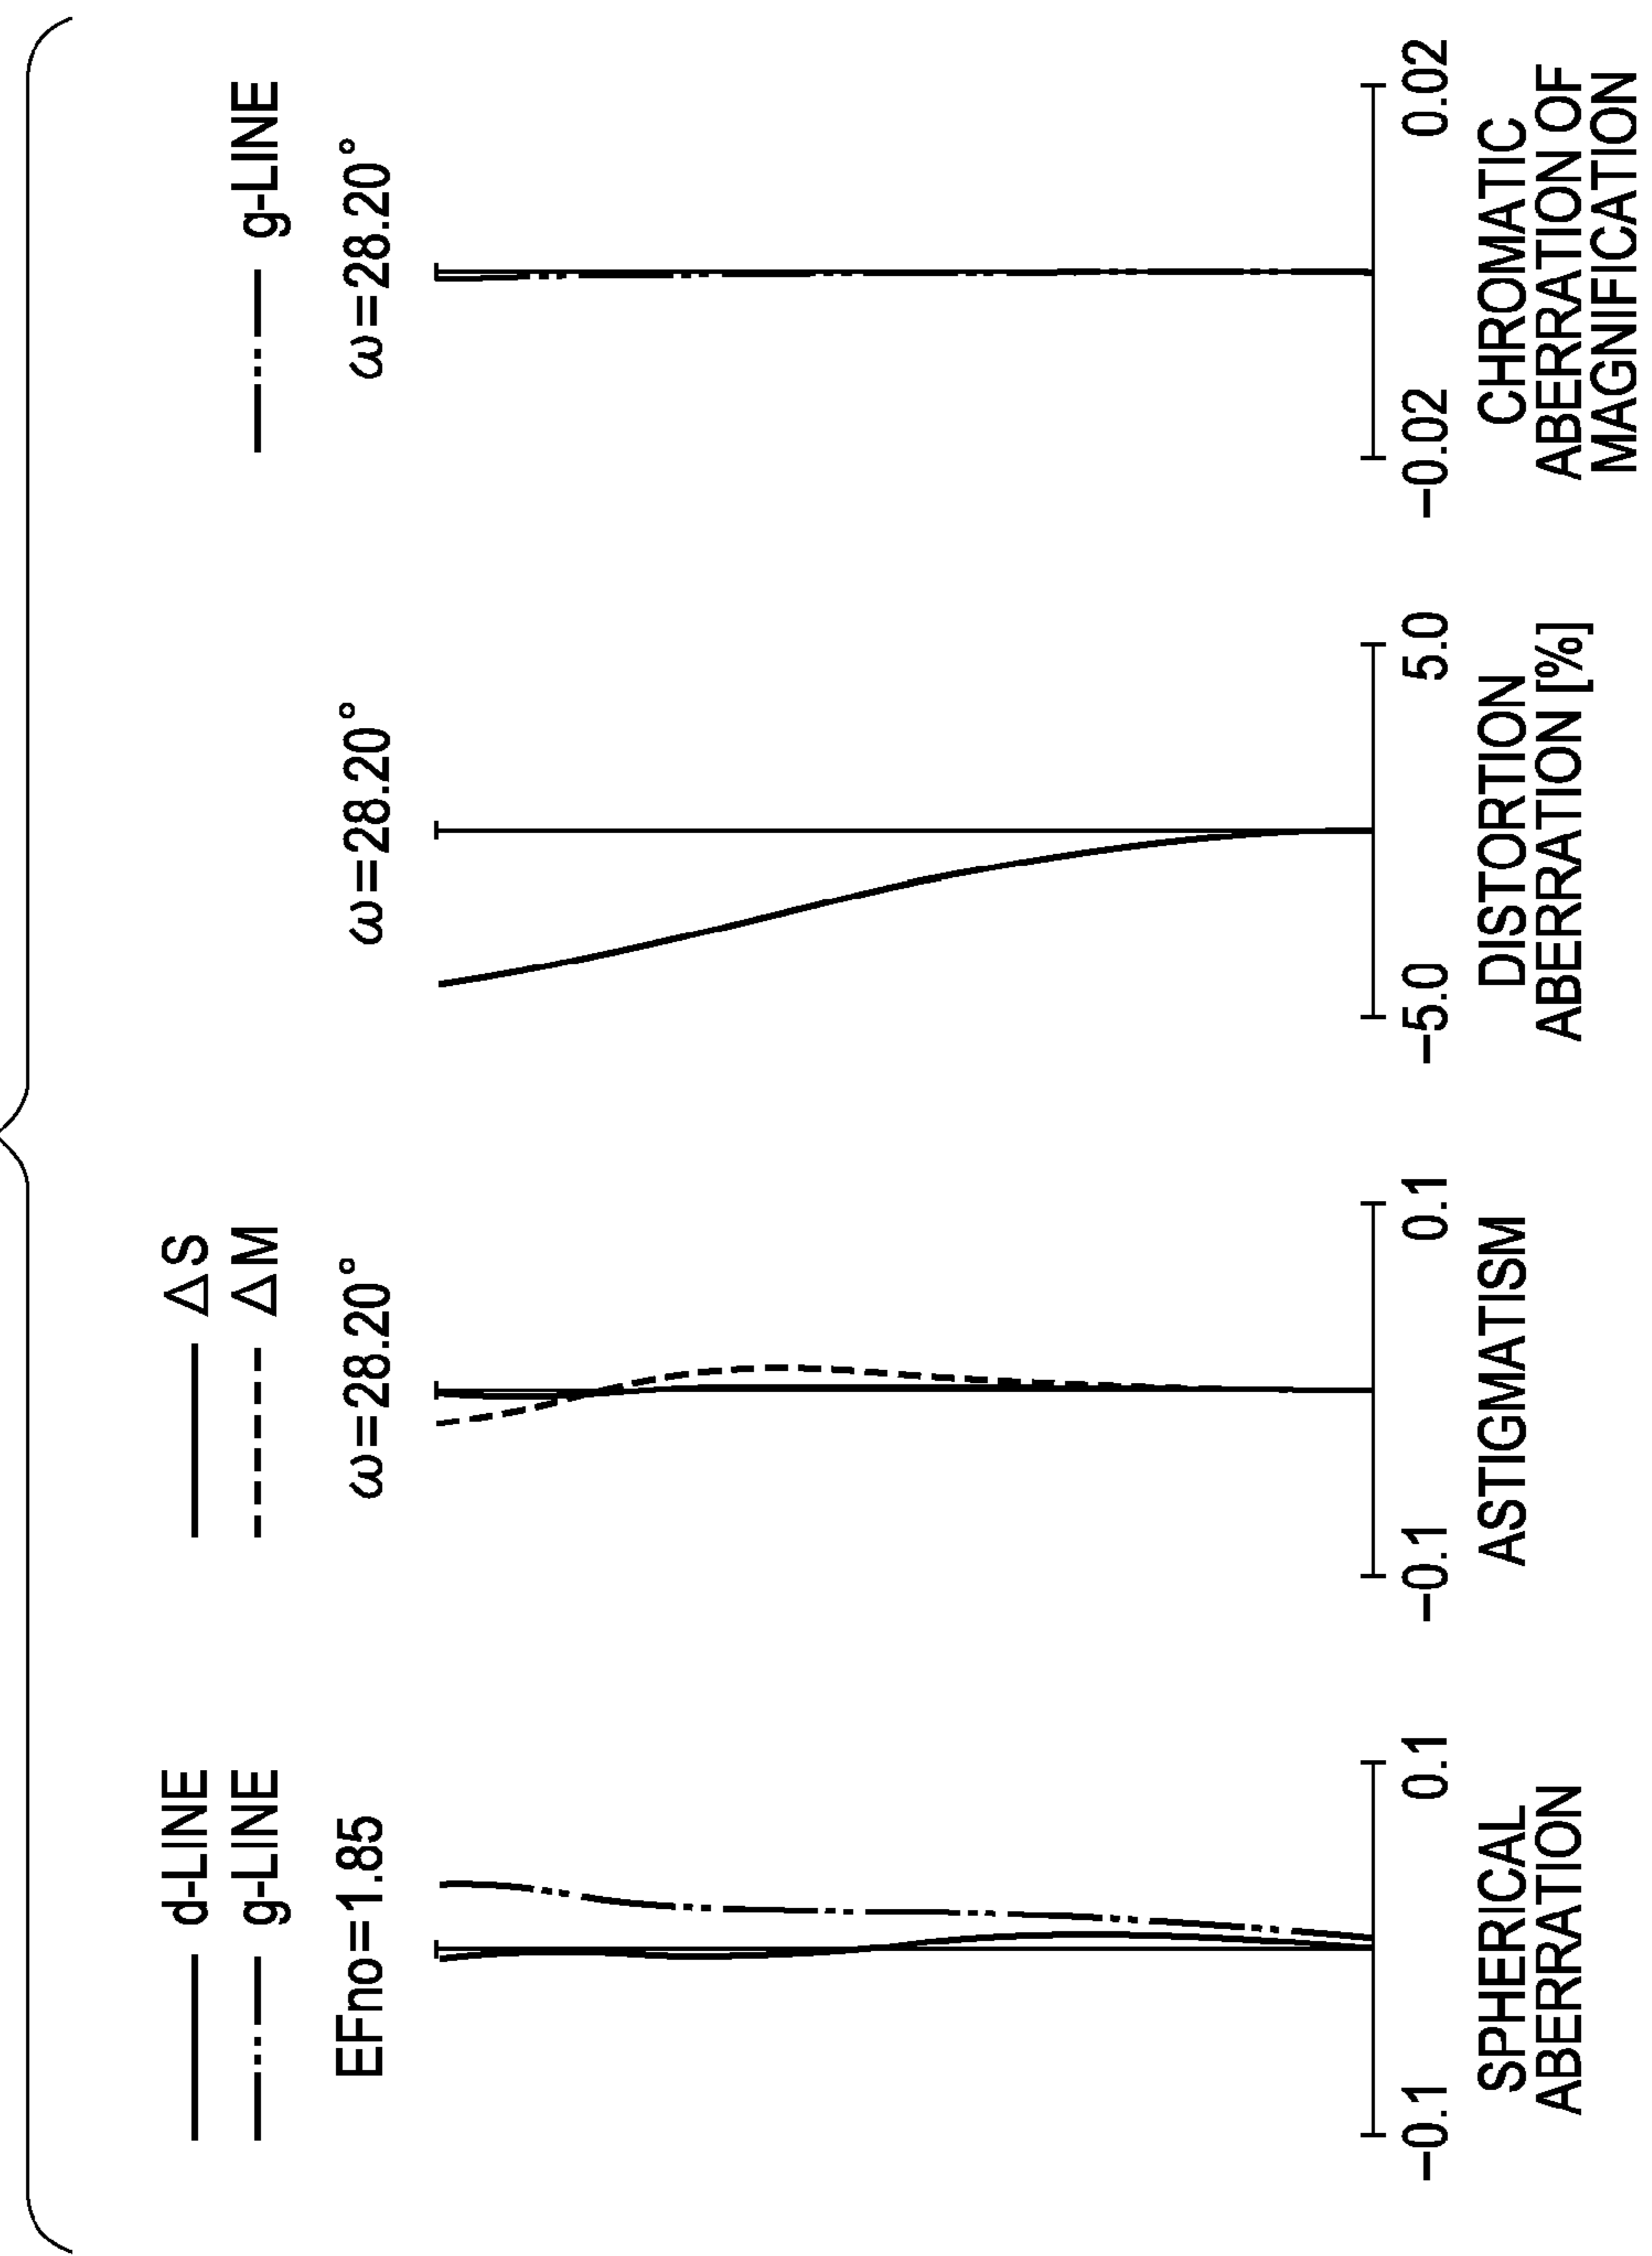 d-LINE
g-LINE
EFno=1.85
-0.1
0.1
SPHERICAL
ABERRATION
ΔS
ΔM
ω=28.20°
-0.1
0.1
ASTIGMATISM
ω=28.20°
-5.0
5.0
DISTORTION
ABERRATION [%]
g-LINE
ω=28.20°
-0.02
0.02
CHROMATIC
ABERRATION OF
MAGNIFICATION